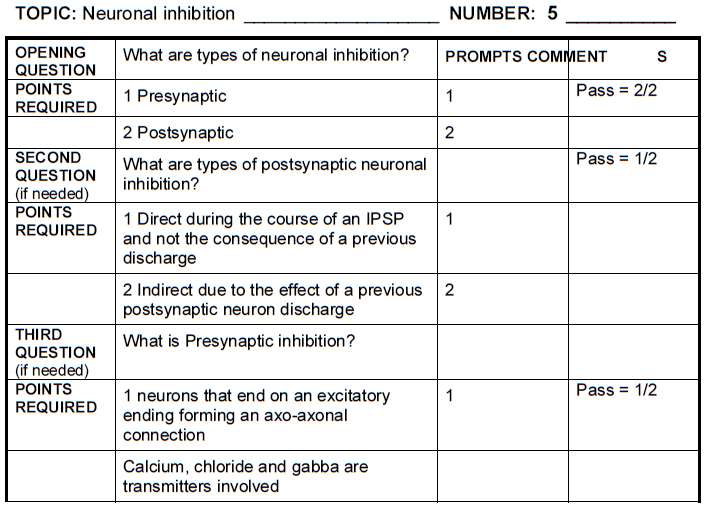 TOPIC: Neuronal inhibition ____________________ NUMBER: 5 ___________
OPENING QUESTION What are types of neuronal inhibition? PROMPTS COMMENT S
POINTS REQUIRED 1 Presynaptic 1 Pass = 2/2
2 Postsynaptic 2
SECOND QUESTION (if needed) What are types of postsynaptic neuronal inhibition? Pass = 1/2
POINTS REQUIRED 1 Direct during the course of an IPSP and not the consequence of a previous discharge 1
2 Indirect due to the effect of a previous postsynaptic neuron discharge 2
THIRD QUESTION (if needed) What is Presynaptic inhibition?
POINTS REQUIRED 1 neurons that end on an excitatory ending forming an axo-axonal connection 1 Pass = 1/2
Calcium, chloride and gabba are transmitters involved